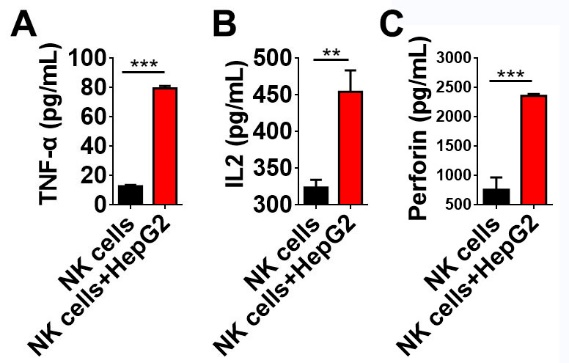 A
TNF-α (pg/mL)
100
80
60
40
20
0
***
NK cells
NK cells+HepG2
B
IL2 (pg/mL)
500
450
400
350
300
**
NK cells
NK cells+HepG2
C
Perforin (pg/mL)
3000
2500
2000
1500
1000
500
***
NK cells
NK cells+HepG2